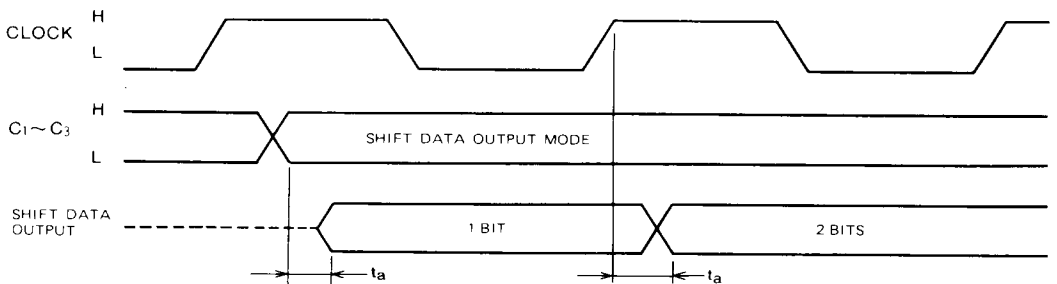 H
CLOCK
L
H
C1~C3
SHIFT DATA OUTPUT MODE
L
SHIFT DATA
OUTPUT
1 BIT
2 BITS
ta
ta